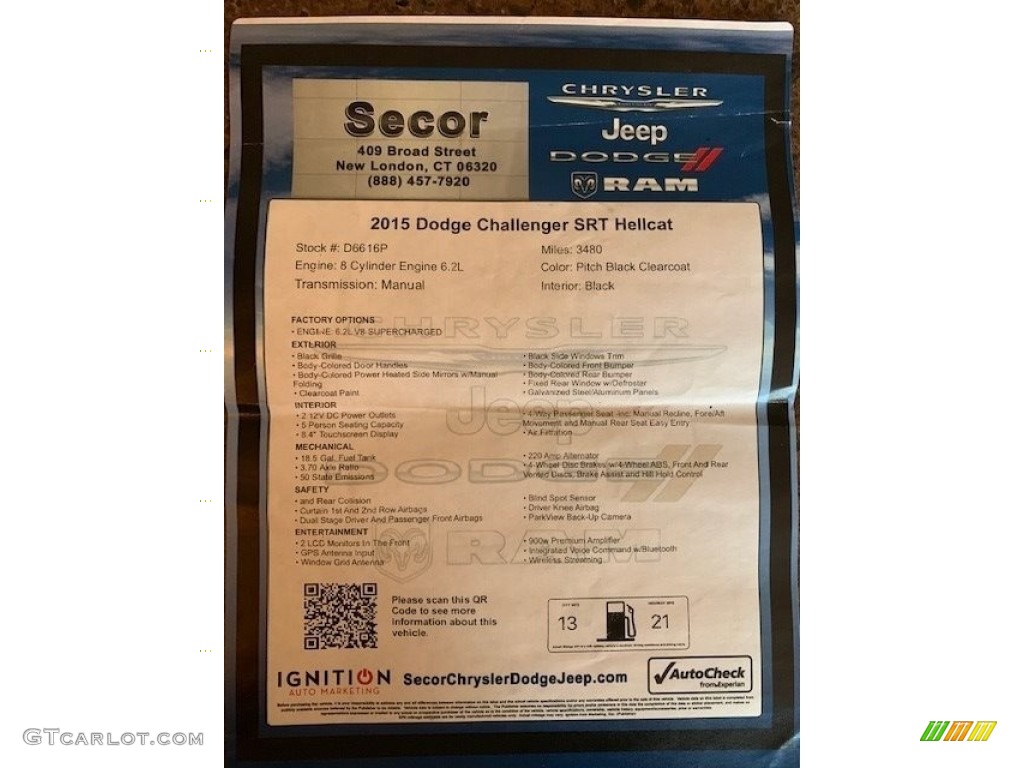 Secor
409 Broad Street
New London, CT 06320
(888) 457-7920
CHRYSLER
Jeep
DODGE
RAM
2015 Dodge Challenger SRT Hellcat
Stock #: D6616P
Engine: 8 Cylinder Engine 6.2L
Transmission: Manual
Miles: 3480
Color: Pitch Black Clearcoat
Interior: Black
FACTORY OPTIONS
• ENGINE: 6.2L V8 SUPERCHARGED
EXTERIOR
• Black Grille
• Body-Colored Door Handles
• Body-Colored Power Heated Side Mirrors w/Manual
Folding
• Clearcoat Paint
• Black Side Windows Trim
• Body-Colored Front Bumper
• Body-Colored Rear Bumper
• Fixed Rear Window w/Defroster
• Galvanized Steel/Aluminum Panels
INTERIOR
• 2 12V DC Power Outlets
• 5 Person Seating Capacity
• 8.4" Touchscreen Display
• 4-Way Passenger Seat -inc: Manual Recline, Fore/Aft
Movement and Manual Rear Seat Easy Entry
• Air Filtration
MECHANICAL
• 18.5 Gal. Fuel Tank
• 3.70 Axle Ratio
• 50 State Emissions
• 220 Amp Alternator
• 4-Wheel Disc Brakes w/4-Wheel ABS, Front And Rear
Vented Discs, Brake Assist and Hill Hold Control
SAFETY
• and Rear Collision
• Curtain 1st And 2nd Row Airbags
• Dual Stage Driver And Passenger Front Airbags
• Blind Spot Sensor
• Driver Knee Airbag
• ParkView Back-Up Camera
ENTERTAINMENT
• 2 LCD Monitors In The Front
• GPS Antenna Input
• Window Grid Antenna
• 900w Premium Amplifier
• Integrated Voice Command w/Bluetooth
• Wireless Streaming
CHRYSLER
Jeep
DODGE
RAM
Please scan this QR
Code to see more
information about this
vehicle.
CITY MPG
13
HIGHWAY MPG
21
IGNITION
AUTO MARKETING
SecorChryslerDodgeJeep.com
AutoCheck
from Experian
GTcarlot.com